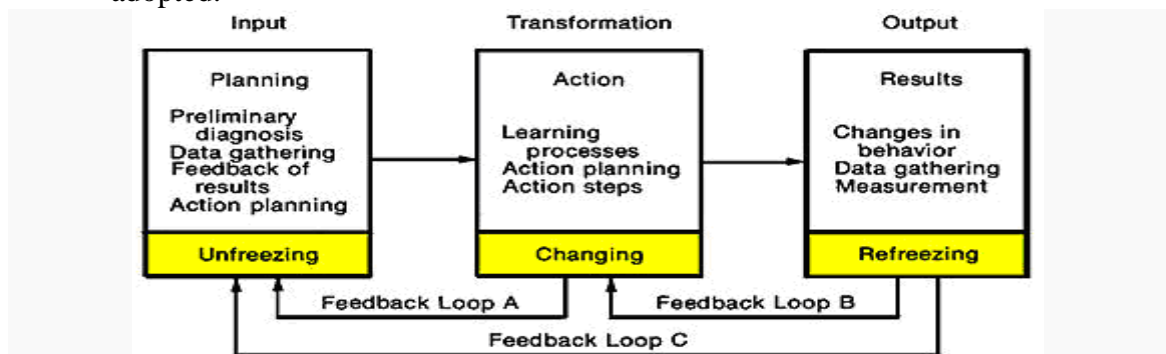 adopted.
Input
Transformation
Output
Planning
Preliminary
diagnosis
Data gathering
Feedback of
results
Action planning
Unfreezing
Action
Learning
processes
Action planning
Action steps
Changing
Results
Changes in
behavior
Data gathering
Measurement
Refreezing
Feedback Loop A
Feedback Loop B
Feedback Loop C